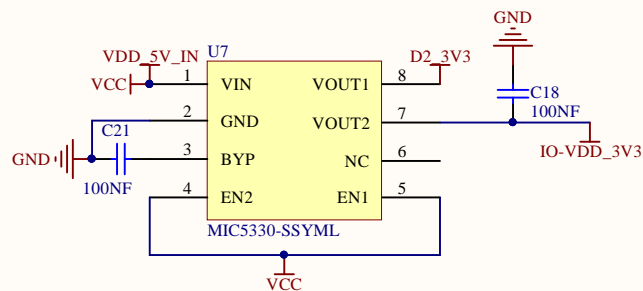 GND
U7
VDD_5V_IN
D2_3V3
VCC
1
VIN
VOUT1
8
C18
100NF
2
GND
VOUT2
7
C21
GND
3
BYP
NC
6
IO-VDD_3V3
100NF
4
EN2
EN1
5
MIC5330-SSYML
VCC